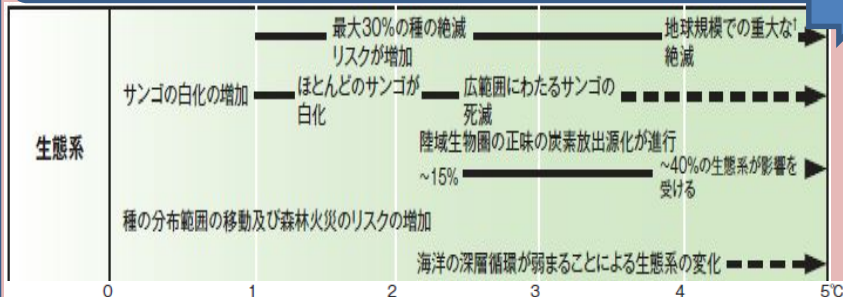 最大30%の種の絶滅
リスクが増加
地球規模での重大な†
絶滅
サンゴの白化の増加
ほとんどのサンゴが
白化
広範囲にわたるサンゴの
死滅
生態系
陸域生物圏の正味の炭素放出源化が進行
~15%
~40%の生態系が影響を
受ける
種の分布範囲の移動及び森林火災のリスクの増加
海洋の深層循環が弱まることによる生態系の変化
0 1 2 3 4 5℃